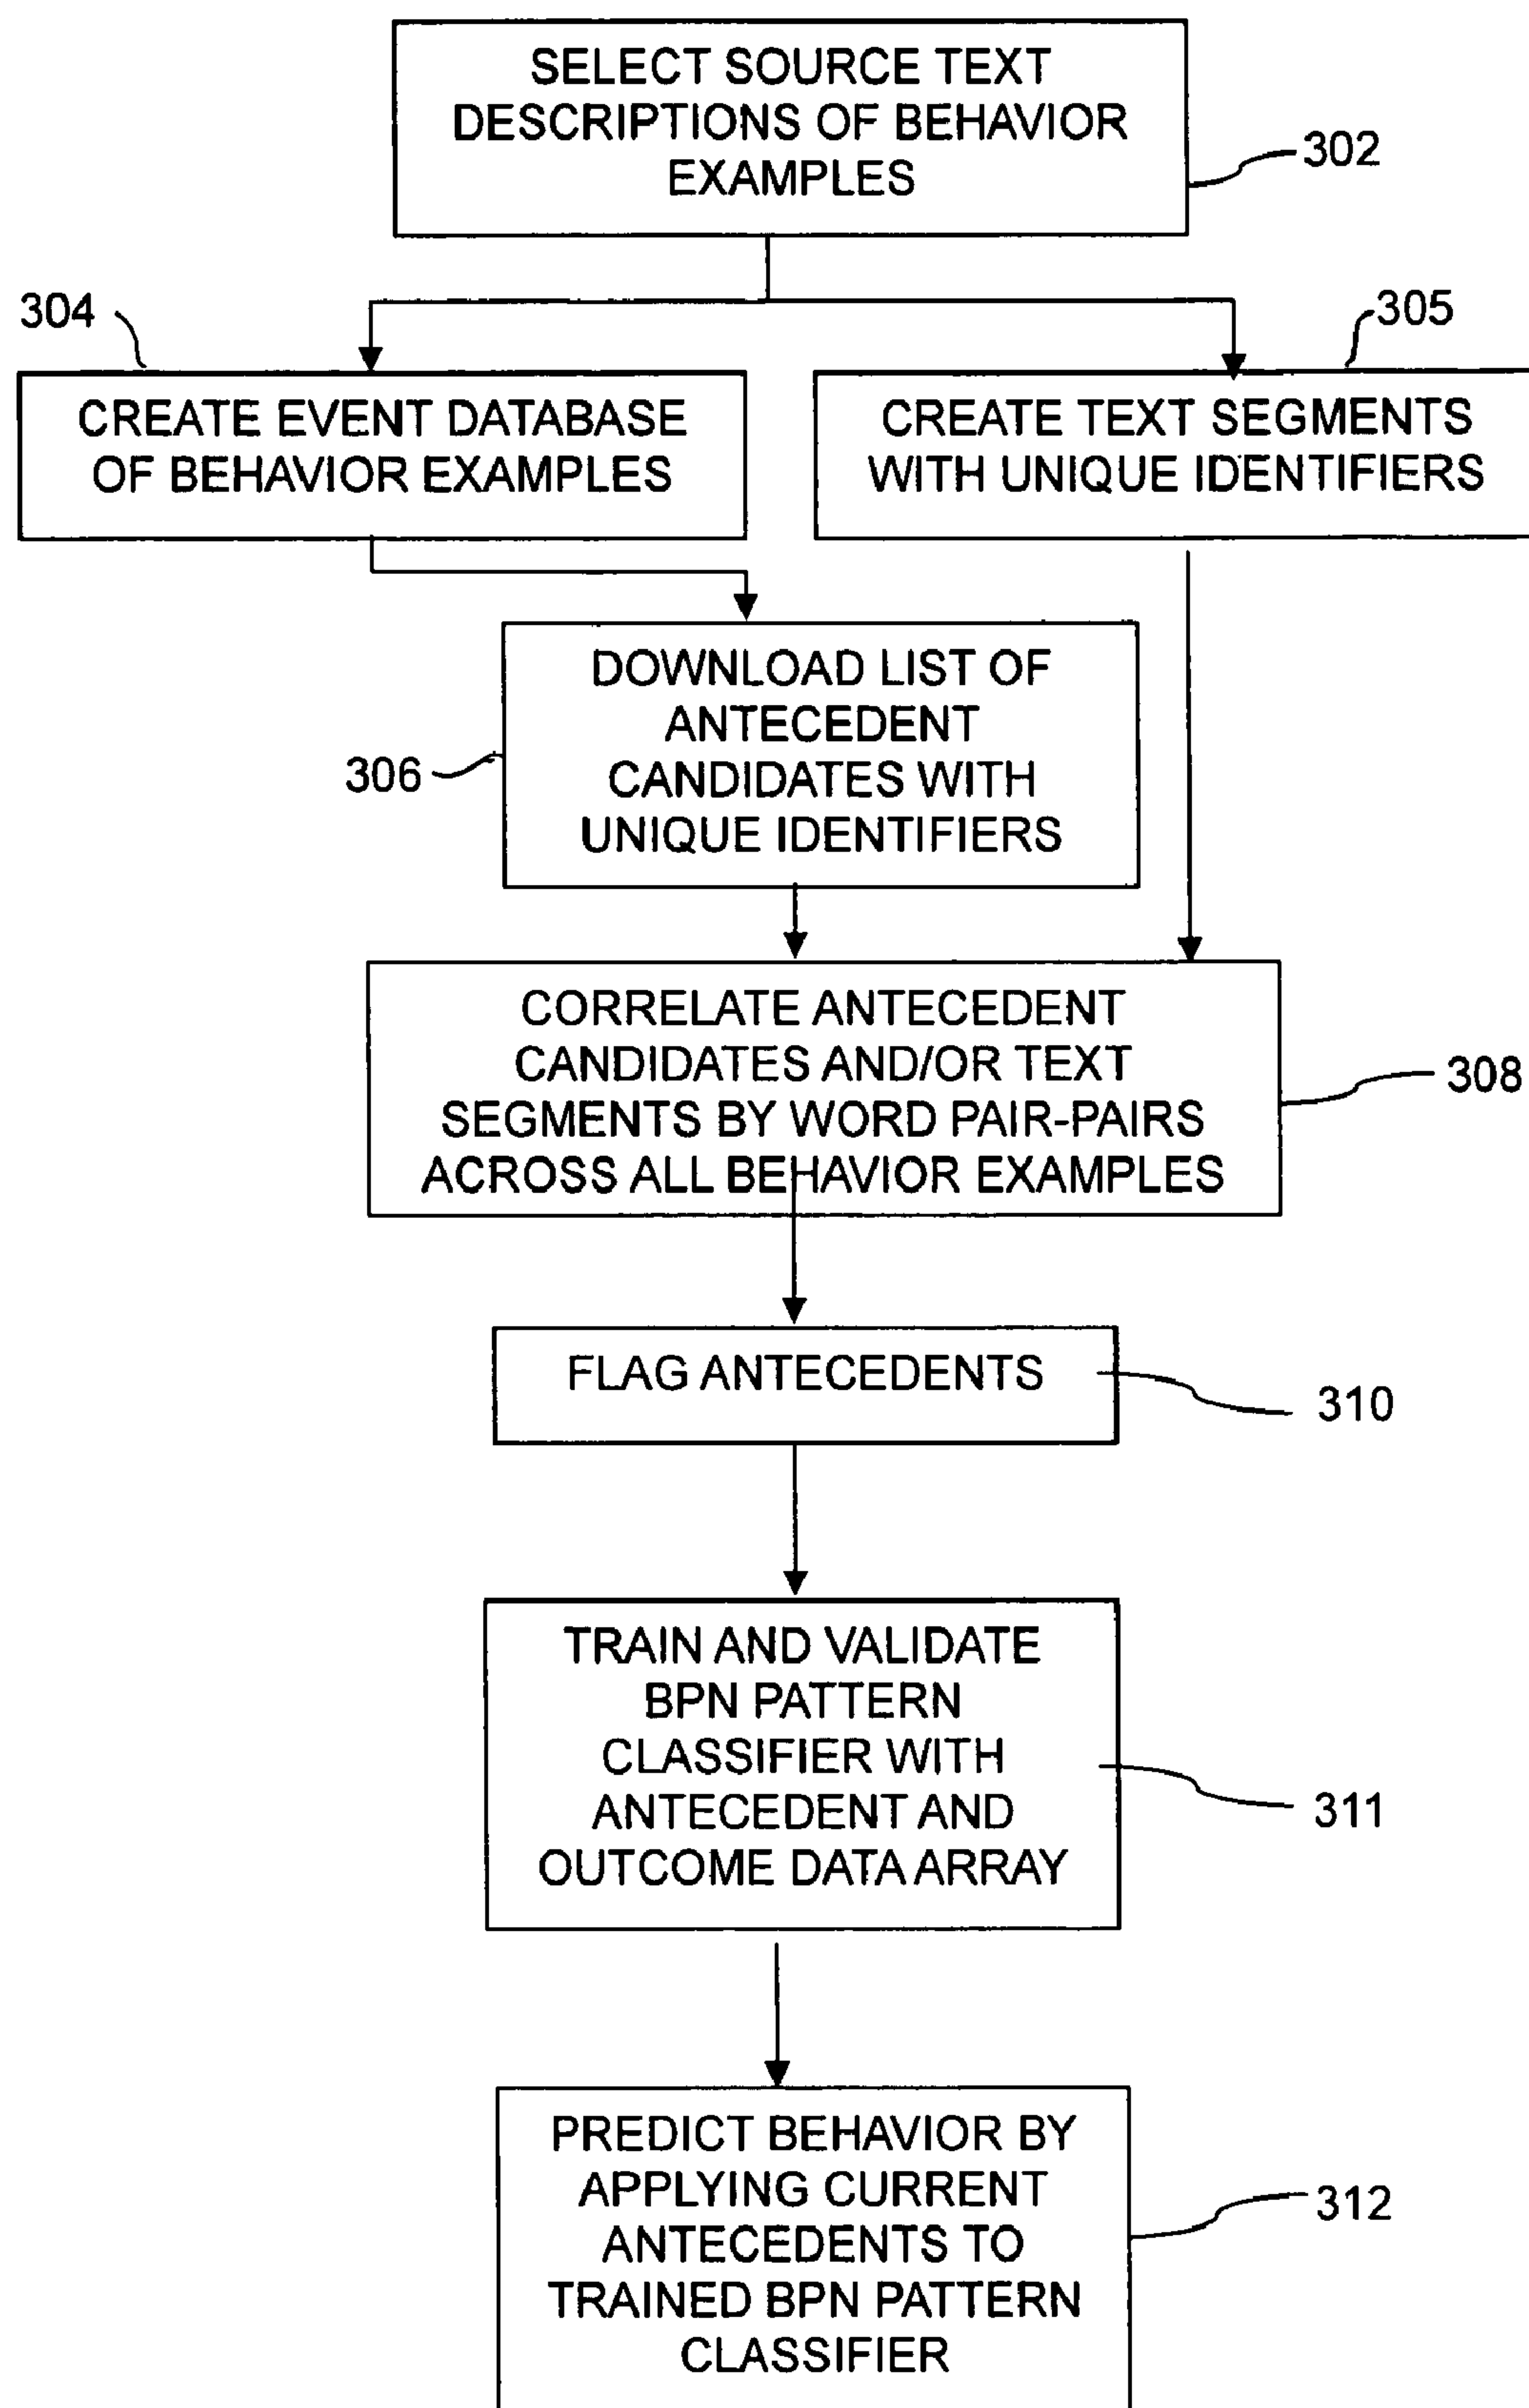 SELECT SOURCE TEXT
DESCRIPTIONS OF BEHAVIOR
EXAMPLES
302
304
305
CREATE EVENT DATABASE
OF BEHAVIOR EXAMPLES
CREATE TEXT SEGMENTS
WITH UNIQUE IDENTIFIERS
DOWNLOAD LIST OF
ANTECEDENT
CANDIDATES WITH
UNIQUE IDENTIFIERS
306
CORRELATE ANTECEDENT
CANDIDATES AND/OR TEXT
SEGMENTS BY WORD PAIR-PAIRS
ACROSS ALL BEHAVIOR EXAMPLES
308
FLAG ANTECEDENTS
310
TRAIN AND VALIDATE
BPN PATTERN
CLASSIFIER WITH
ANTECEDENT AND
OUTCOME DATA ARRAY
311
PREDICT BEHAVIOR BY
APPLYING CURRENT
ANTECEDENTS TO
TRAINED BPN PATTERN
CLASSIFIER
312